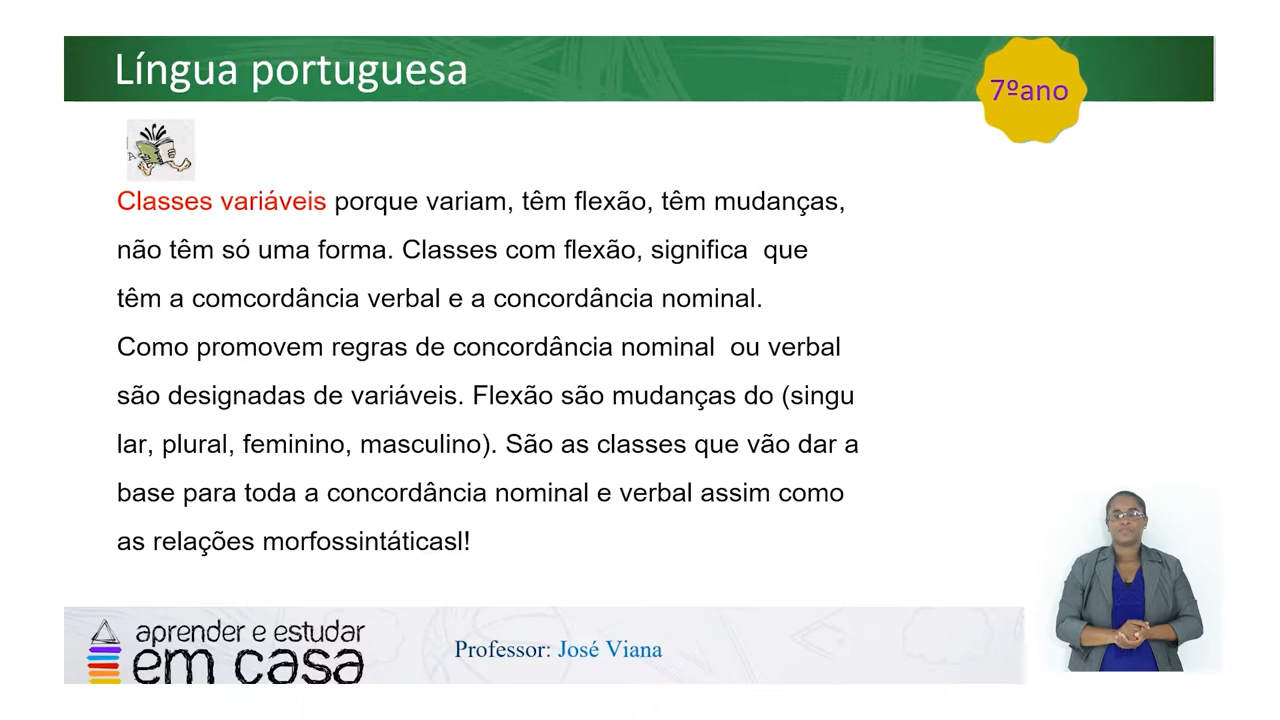 Língua portuguesa
7ºano
Classes variáveis porque variam, têm flexão, têm mudanças,
não têm só uma forma. Classes com flexão, significa  que
têm a comcordância verbal e a concordância nominal.
Como promovem regras de concordância nominal  ou verbal
são designadas de variáveis. Flexão são mudanças do (singu
lar, plural, feminino, masculino). São as classes que vão dar a
base para toda a concordância nominal e verbal assim como
as relações morfossintáticasl!
aprender e estudar
em casa
Professor: José Viana